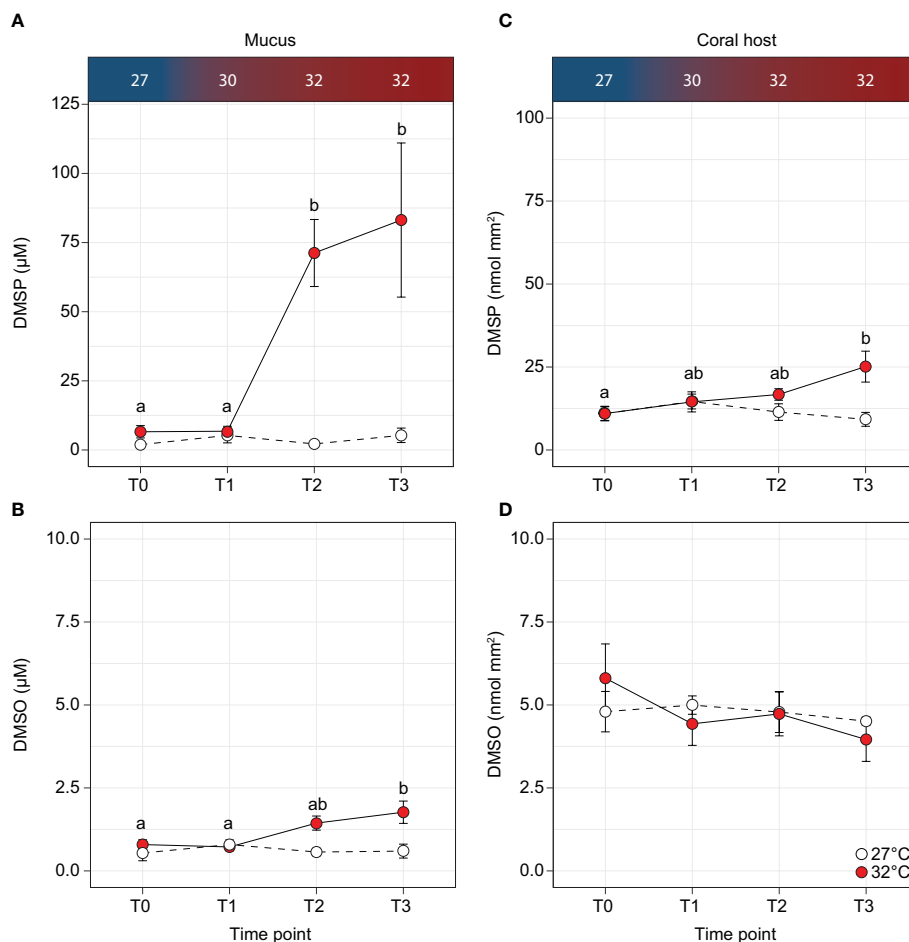 A
Mucus
27 30 32 32
125
100
75
50
25
0
DMSP (µM)
a a b b
T0 T1 T2 T3
C
Coral host
27 30 32 32
100
75
50
25
0
DMSP (nmol mm²)
a ab ab b
T0 T1 T2 T3
B
10.0
7.5
5.0
2.5
0.0
DMSO (µM)
a a ab b
T0 T1 T2 T3
Time point
D
10.0
7.5
5.0
2.5
0.0
DMSO (nmol mm²)
27°C
32°C
T0 T1 T2 T3
Time point